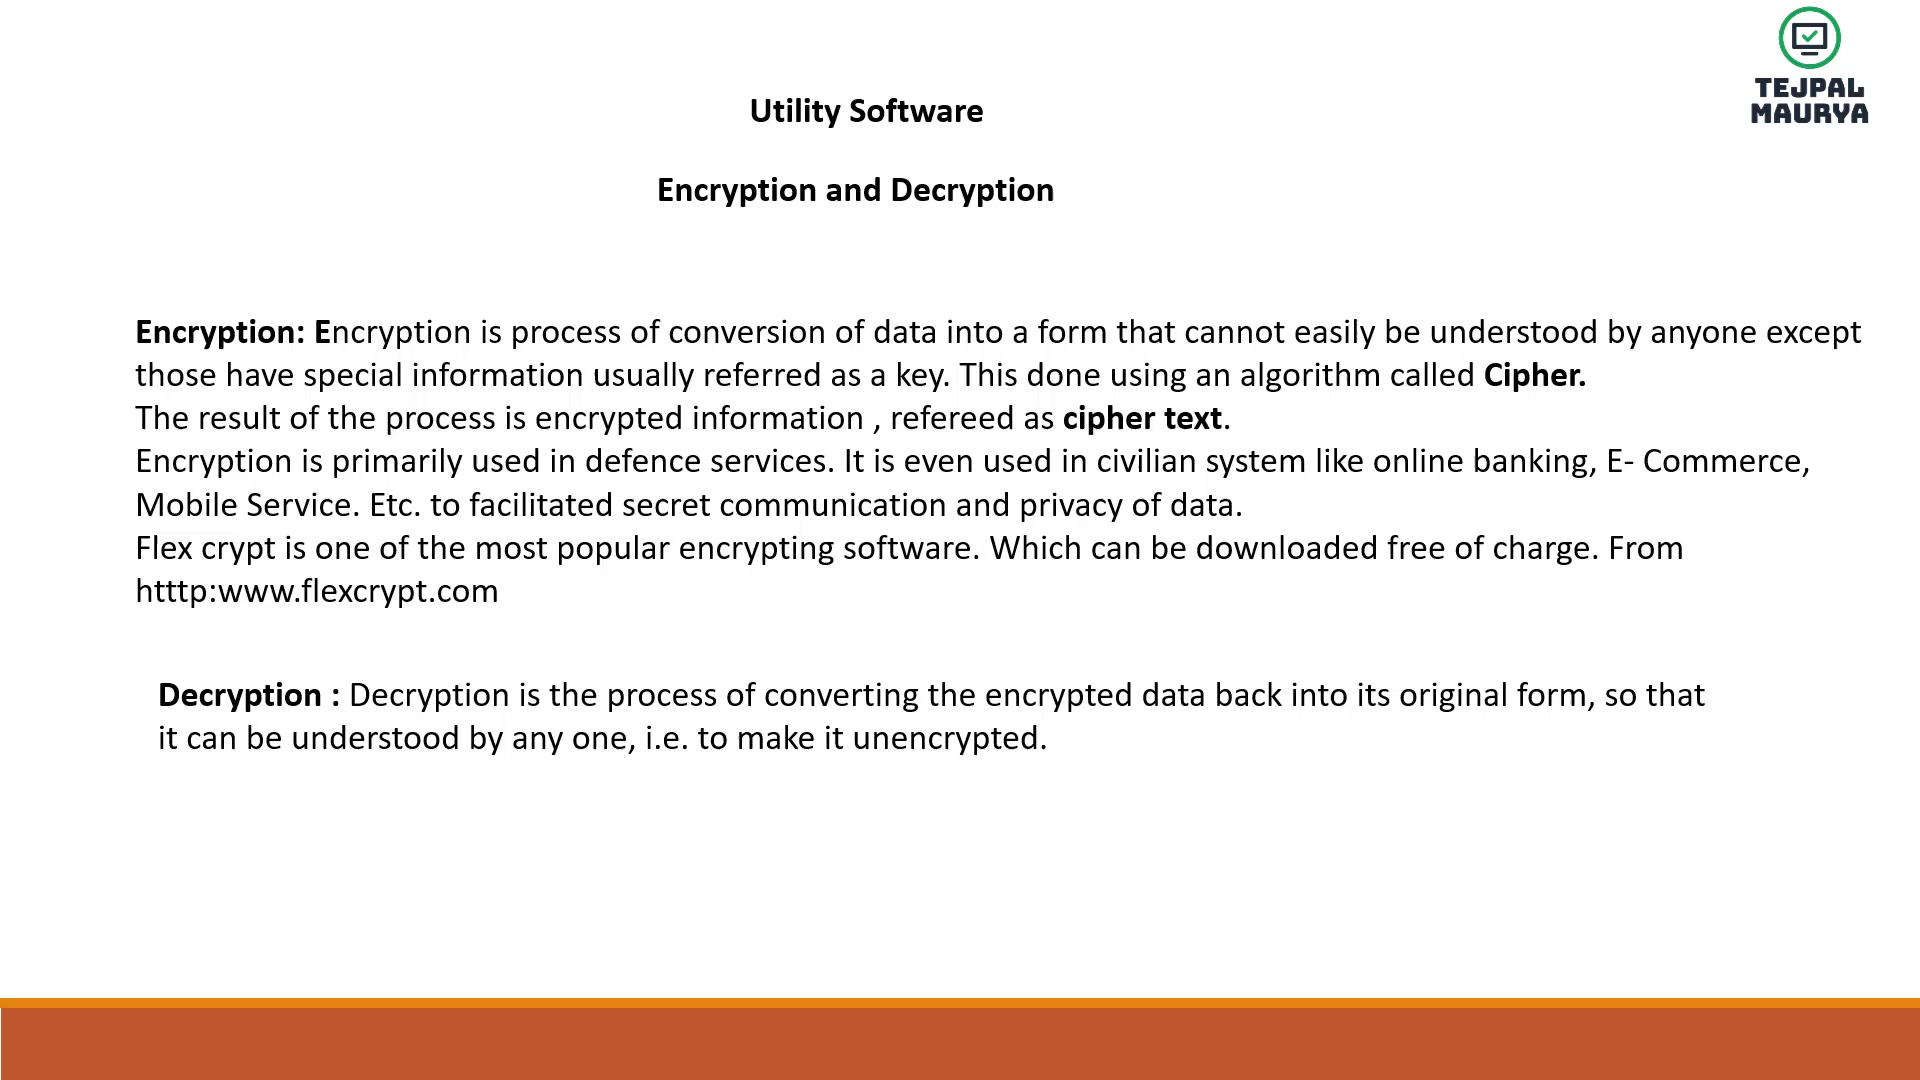 TEJPAL
MAURYA
Utility Software
Encryption and Decryption
Encryption: Encryption is process of conversion of data into a form that cannot easily be understood by anyone except
those have special information usually referred as a key. This done using an algorithm called Cipher.
The result of the process is encrypted information , refereed as cipher text.
Encryption is primarily used in defence services. It is even used in civilian system like online banking, E- Commerce,
Mobile Service. Etc. to facilitated secret communication and privacy of data.
Flex crypt is one of the most popular encrypting software. Which can be downloaded free of charge. From
htttp:www.flexcrypt.com
Decryption : Decryption is the process of converting the encrypted data back into its original form, so that
it can be understood by any one, i.e. to make it unencrypted.